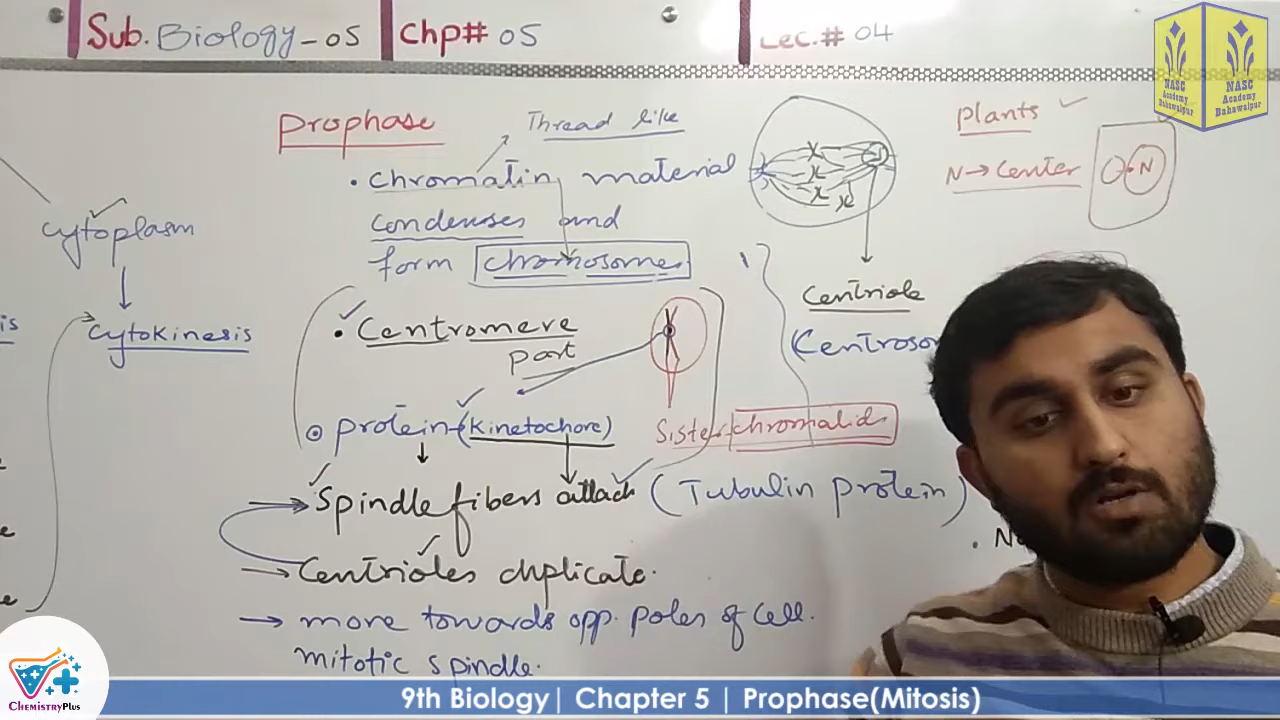 Sub. Biology - 05
Chp# 05
Lec.# 04
NASC
Academy
Bahawalpur
NASC
Academy
Bahawalpur
Prophase
Thread like
• Chromatin material
condenses and
form chromosomes
• Centromere
part
protein (kinetochore)
Sister chromatids
Spindle fibers attach (Tubulin protein)
→ Centrioles duplicate.
→ move towards opp. poles of cell.
mitotic spindle.
Cytoplasm
Cytokinesis
Centriole
(Centrosom
Plants
N → Center
N
ChemistryPlus
9th Biology| Chapter 5 | Prophase(Mitosis)